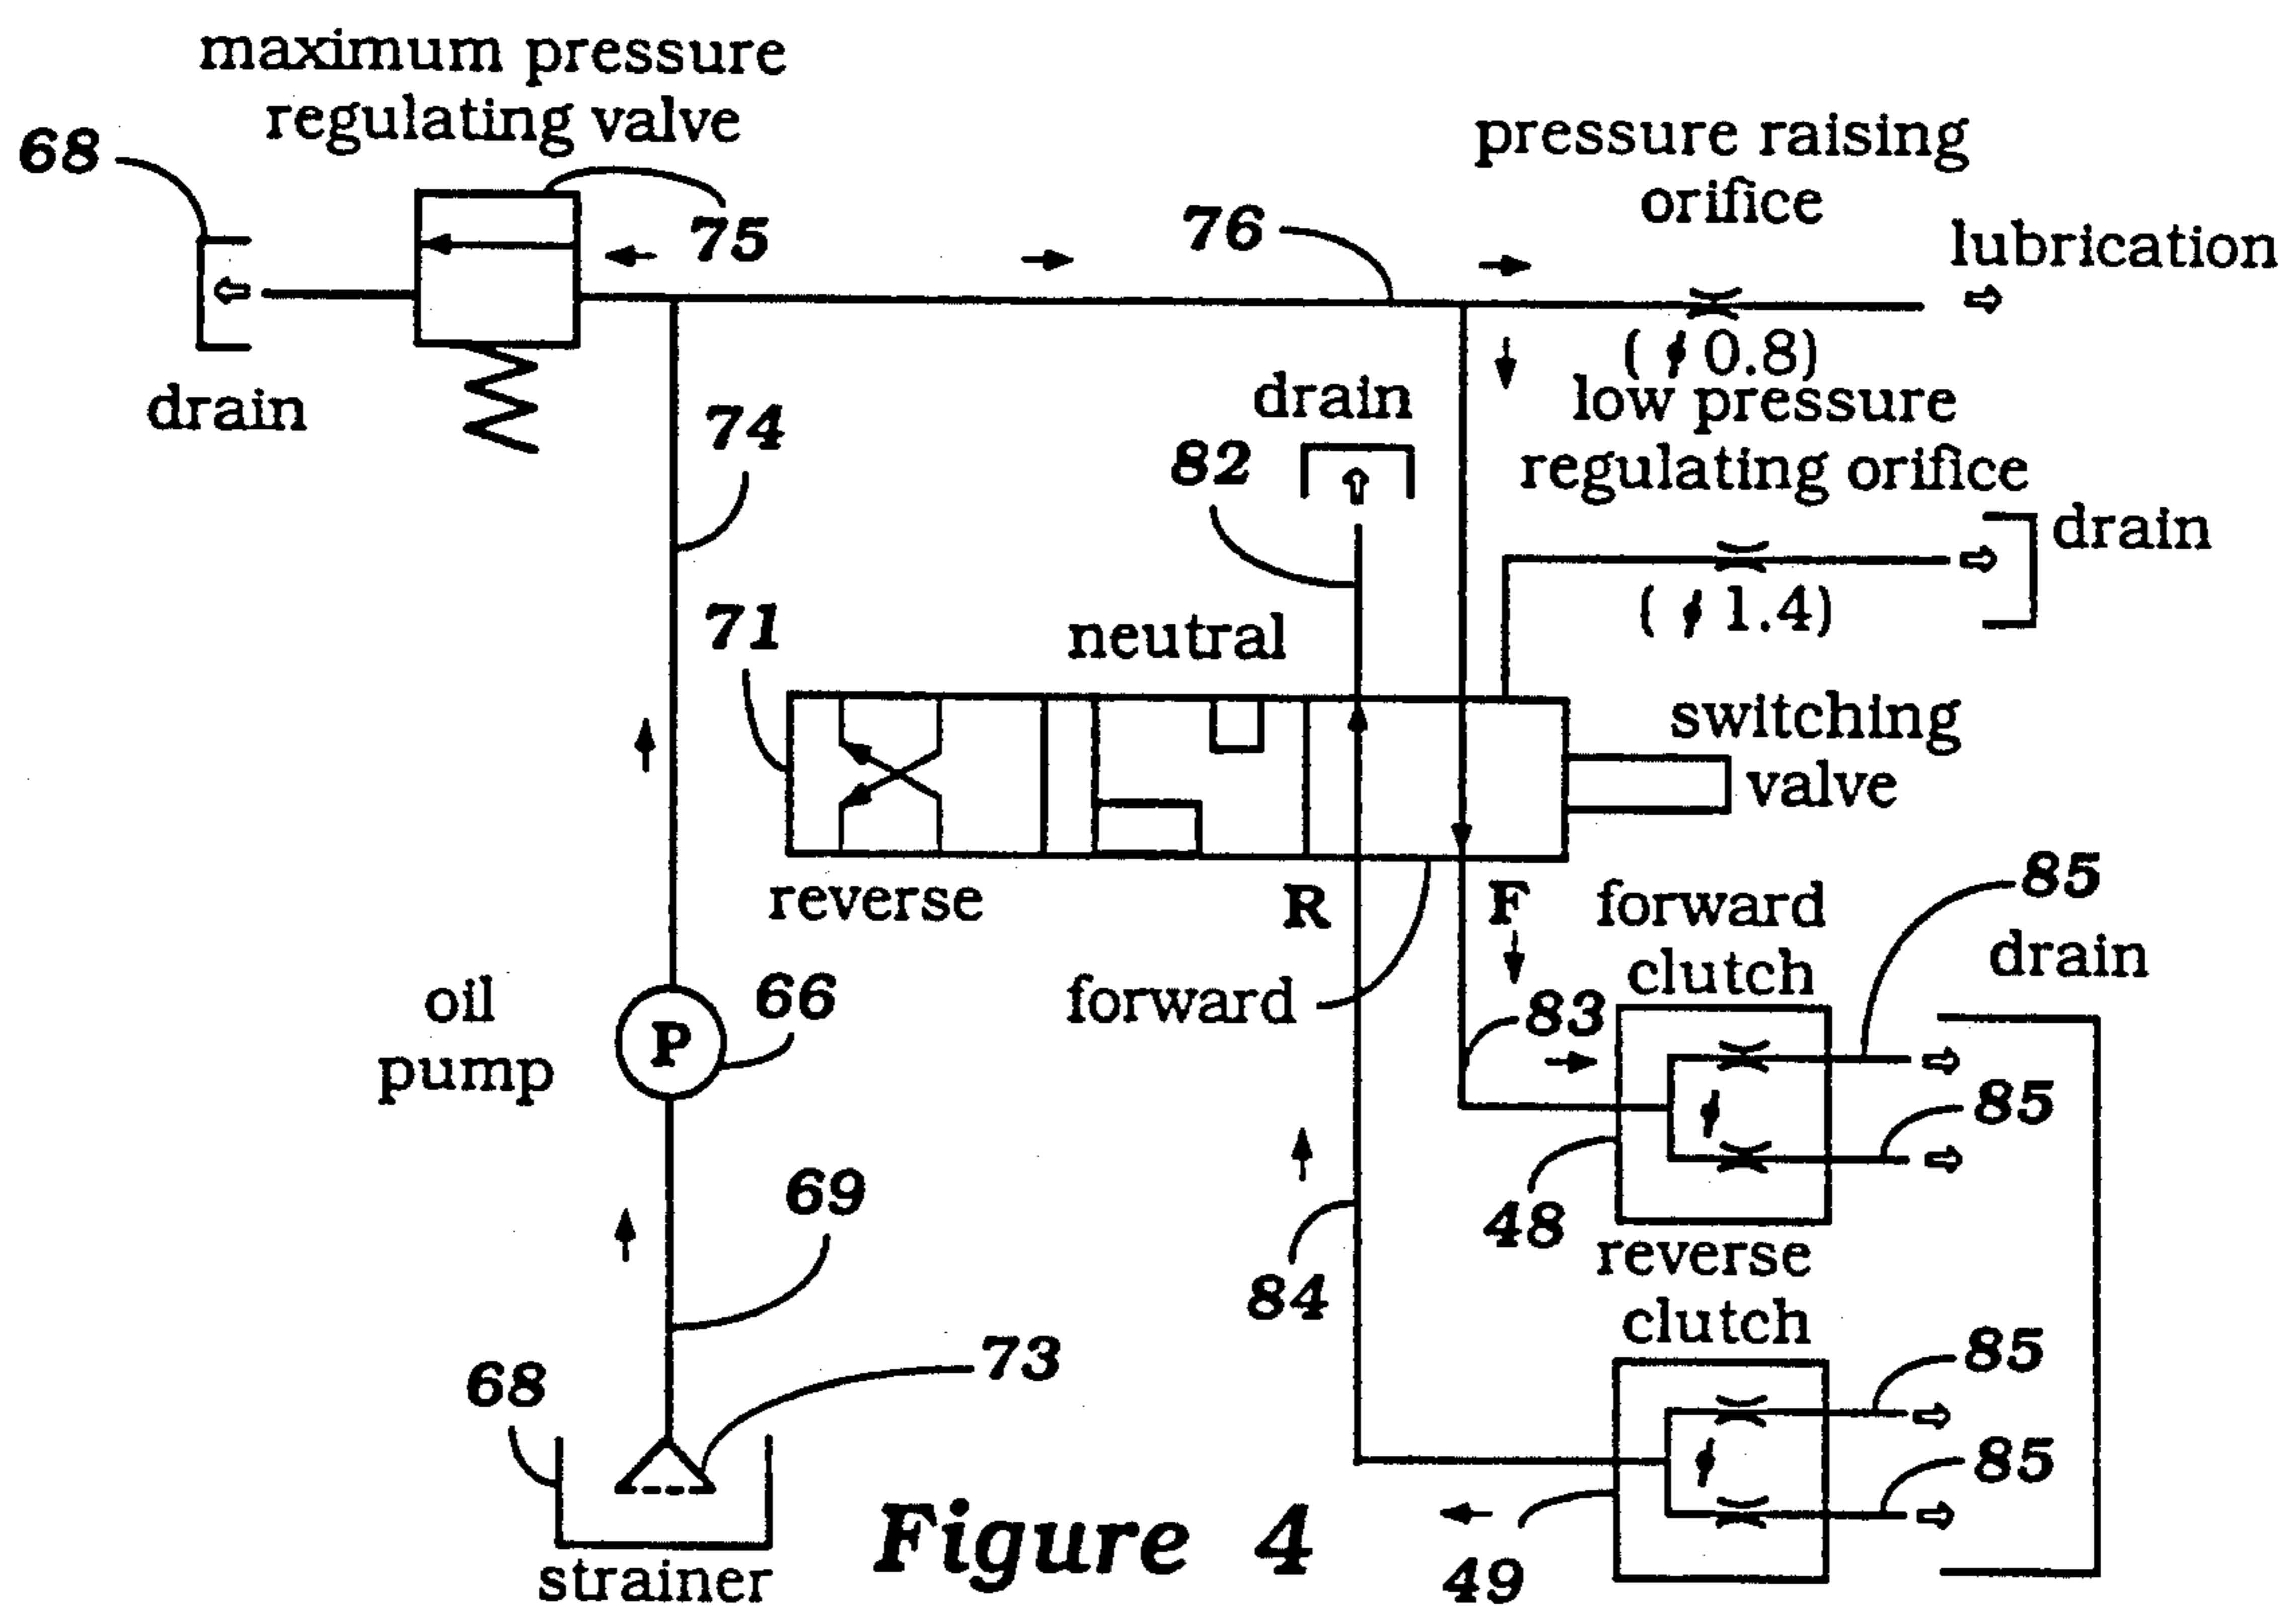 maximum pressure
regulating valve
68
75
76
pressure raising
orifice
lubrication
(ϕ 0.8)
drain
74
drain
82
low pressure
regulating orifice
drain
(ϕ 1.4)
71
neutral
switching
valve
reverse
R
F
forward
clutch
85
drain
forward
83
oil
pump
66
P
85
ϕ
69
48
84
reverse
clutch
73
68
85
85
ϕ
49
strainer
Figure 4